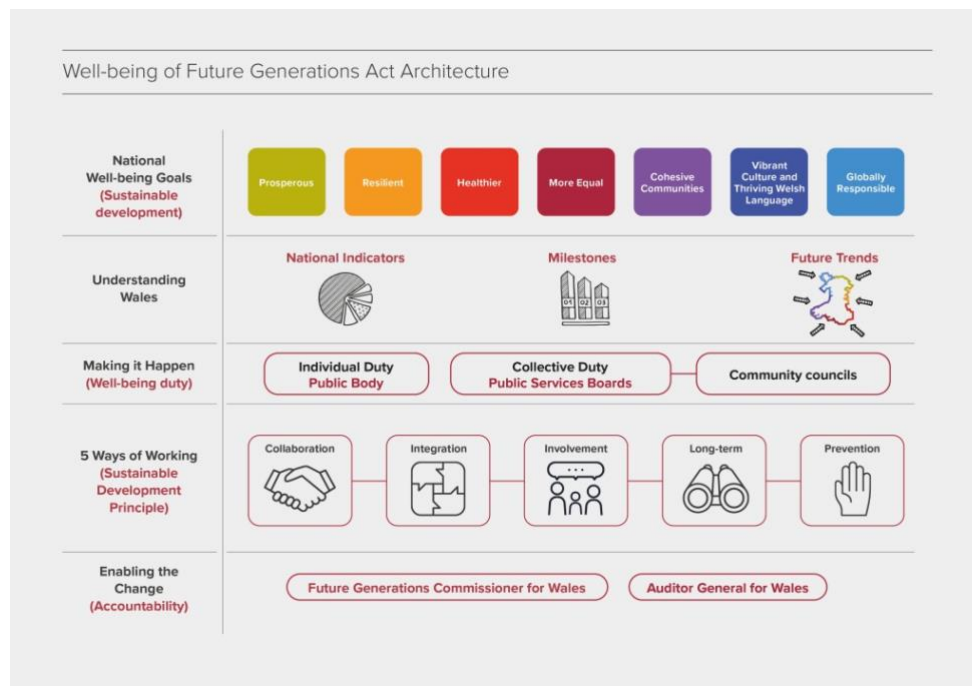 Well-being of Future Generations Act Architecture
National
Well-being Goals
(Sustainable
development)
Prosperous
Resilient
Healthier
More Equal
Cohesive
Communities
Vibrant
Culture and
Thriving Welsh
Language
Globally
Responsible
Understanding
Wales
National Indicators
Milestones
01 02 03
Future Trends
Making it Happen
(Well-being duty)
Individual Duty
Public Body
Collective Duty
Public Services Boards
Community councils
5 Ways of Working
(Sustainable
Development
Principle)
Collaboration
Integration
Involvement
Long-term
Prevention
Enabling the
Change
(Accountability)
Future Generations Commissioner for Wales
Auditor General for Wales